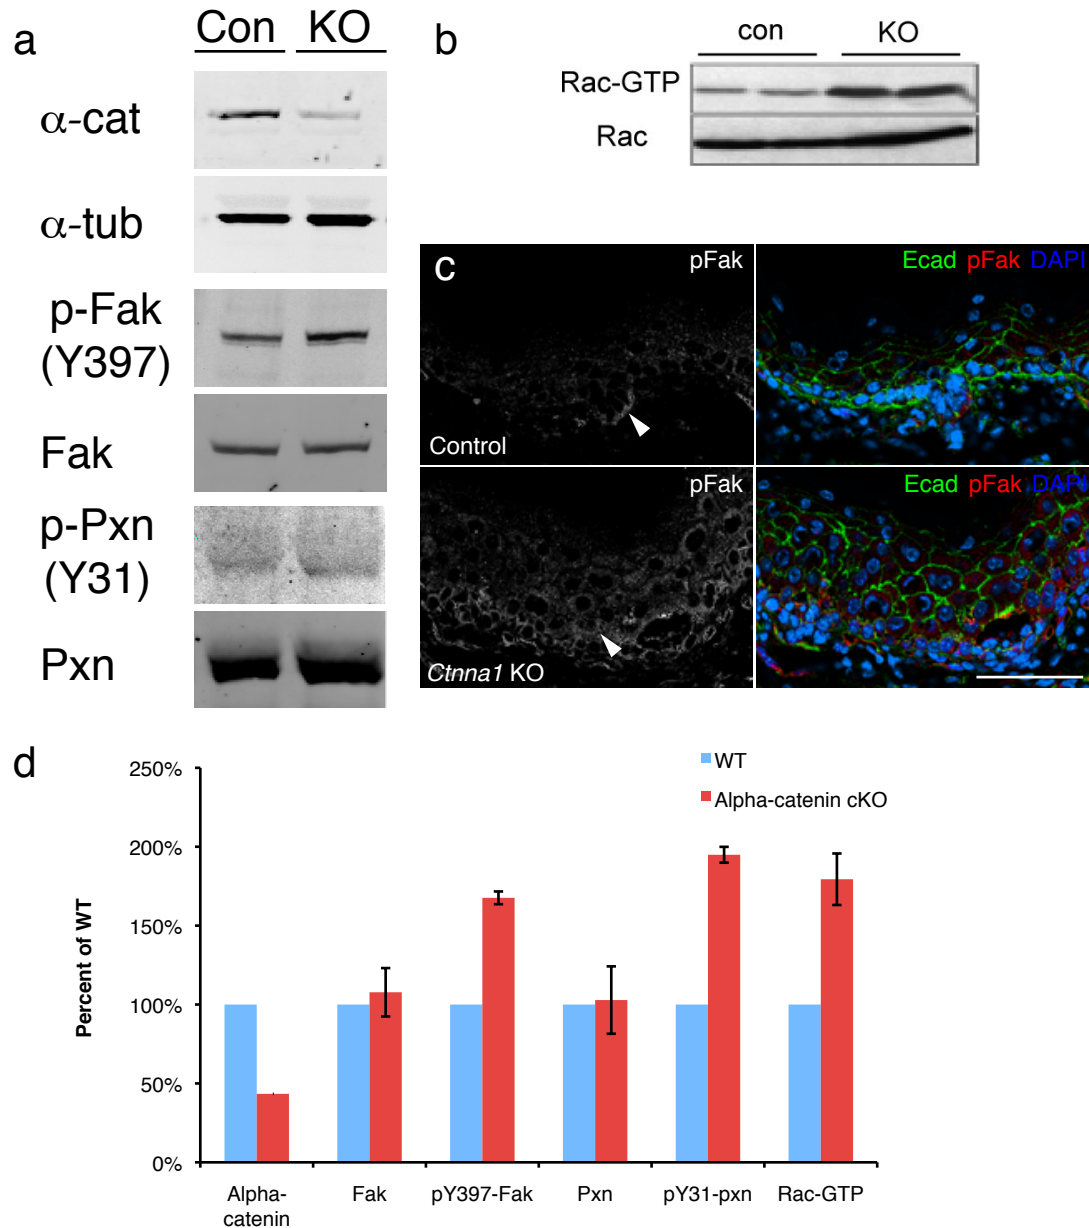 a
Con KO
α-cat
α-tub
p-Fak
(Y397)
Fak
p-Pxn
(Y31)
Pxn
b
con KO
Rac-GTP
Rac
c
pFak
Ecad pFak DAPI
Control
pFak
Ecad pFak DAPI
Ctnna1 KO
d
250%
200%
150%
100%
50%
0%
Percent of WT
WT
Alpha-catenin cKO
Alpha-
catenin
Fak
pY397-Fak
Pxn
pY31-pxn
Rac-GTP